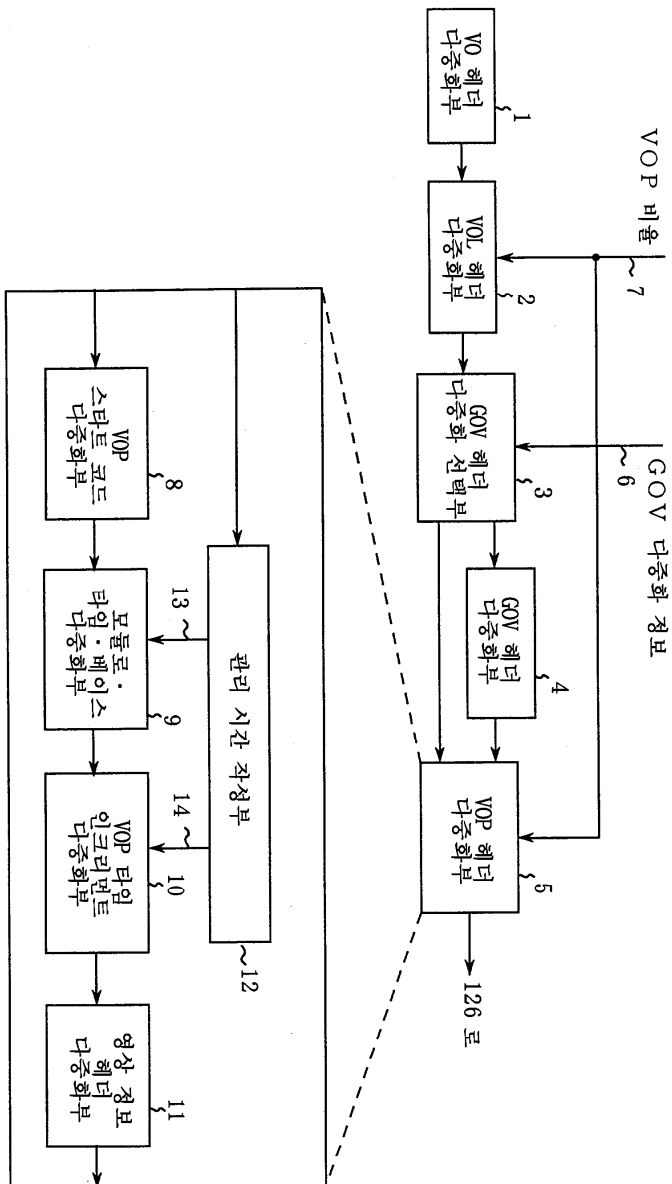 VOP 비율
7
GOV 다중화 정보
6
VO 헤더
다중화부
1
VOL 헤더
다중화부
2
GOV 헤더
다중화 선택부
3
GOV 헤더
다중화부
4
VOP 헤더
다중화부
5
126 로
관리 시간 작성부
12
13
14
VOP
스타트 코드
다중화부
8
모듈로·
타임·베이스
다중화부
9
VOP 타임
인크리먼트
다중화부
10
영상 정보
헤더
다중화부
11